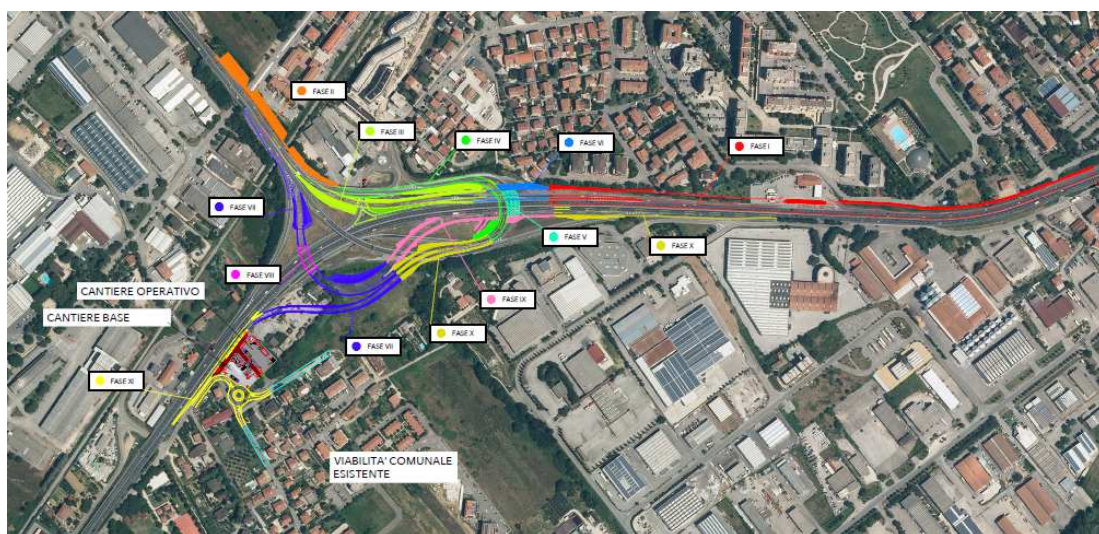 FASE II
FASE III
FASE IV
FASE VI
FASE I
FASE VII
FASE V
FASE X
FASE VIII
CANTIERE OPERATIVO
FASE IX
CANTIERE BASE
FASE X
FASE VII
FASE XI
VIABILITA' COMUNALE
ESISTENTE